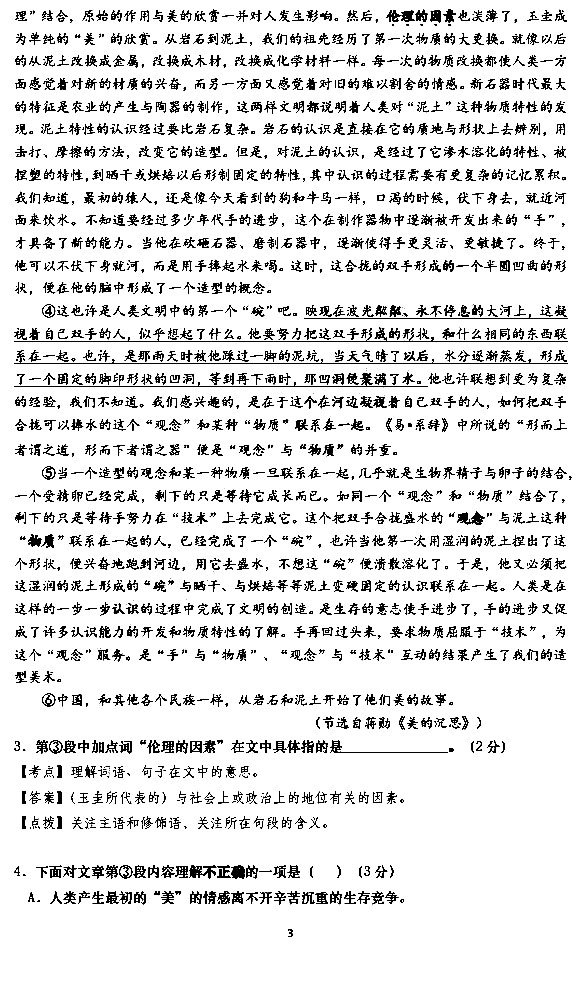 理”结合，原始的作用与美的欣赏一并对人发生影响。然后，伦理的因素也淡薄了，玉圭成
为单纯的“美”的欣赏。从岩石到泥土，我们的祖先经历了第一次物质的大更换。就像以后
的从泥土改换成金属，改换成木材，改换成化学材料一样。每一次的物质改换都使人类一方
面感觉着对新的材质的兴奋，而另一方面又感觉着对旧的难以割舍的情感。新石器时代最大
的特征是农业的产生与陶器的制作，这两样文明都说明着人类对“泥土”这种物质特性的发
现。泥土特性的认识经过要比岩石复杂。岩石的认识是直接在它的质地与形状上去辨别，用
击打、摩擦的方法，改变它的造型。但是，对泥土的认识，是经过了它渗水溶化的特性、被
捏塑的特性，到晒干或烘焙以后形制固定的特性，其中认识的过程需要有更复杂的记忆累积。
我们知道，最初的猿人，还是像今天看到的狗和牛马一样，口渴的时候，伏下身去，就近河
面来饮水。不知道要经过多少年代手的进步，这个在制作器物中逐渐被开发出来的“手”，
才具备了新的能力。当他在砍砸石器、磨制石器中，逐渐使得手更灵活、更敏捷了。终于，
他可以不伏下身就河，而是用手捧起水来喝。这时，这合拢的双手形成的一个半圆凹曲的形
状，便在他的脑中形成了一个造型的概念。
④这也许是人类文明中的第一个“碗”吧。映现在波光粼粼、永不停息的大河上，这凝
视着自己双手的人，似乎想起了什么。他要努力把这双手形成的形状，和什么相同的东西联
系在一起。也许，是那雨天时被他踩过一脚的泥坑，当天气晴了以后，水分逐渐蒸发，形成
了一个固定的脚印形状的凹洞，等到再下雨时，那凹洞便聚满了水。他也许联想到更为复杂
的经验，我们不知道。我们感兴趣的，是在于这个在河边凝视着自己双手的人，如何把双手
合拢可以捧水的这个“观念”和某种“物质”联系在一起。《易•系辞》中所说的“形而上
者谓之道，形而下者谓之器”便是“观念”与“物质”的并重。
⑤当一个造型的观念和某一种物质一旦联系在一起，几乎就是生物界精子与卵子的结合，
一个受精卵已经完成，剩下的只是等待它成长而已。如同一个“观念”和“物质”结合了，
剩下的只是等待手努力在“技术”上去完成它。这个把双手合拢盛水的“观念”与泥土这种
“物质”联系在一起的人，已经完成了一个“碗”，也许当他第一次用湿润的泥土捏出了这
个形状，便兴奋地跑到河边，用它去盛水，不想这“碗”便溃散溶化了。于是，他又必须把
这湿润的泥土形成的“碗”与晒干、与烘焙等等泥土变硬固定的认识联系在一起。人类是在
这样的一步一步认识的过程中完成了文明的创造。是生存的意志使手进步了，手的进步又促
成了许多认识能力的开发和物质特性的了解。手再回过头来，要求物质屈服于“技术”，为
这个“观念”服务。是“手”与“物质”、“观念”与“技术”互动的结果产生了我们的造
型美术。
⑥中国，和其他各个民族一样，从岩石和泥土开始了他们美的故事。
（节选自蒋勋《美的沉思》）
3．第③段中加点词“伦理的因素”在文中具体指的是________________。（2分）
【考点】理解词语、句子在文中的意思。
【答案】（玉圭所代表的）与社会上或政治上的地位有关的因素。
【点拨】关注主语和修饰语、关注所在句段的含义。
4．下面对文章第③段内容理解不正确的一项是（ ）（3分）
A．人类产生最初的“美”的情感离不开辛苦沉重的生存竞争。
3